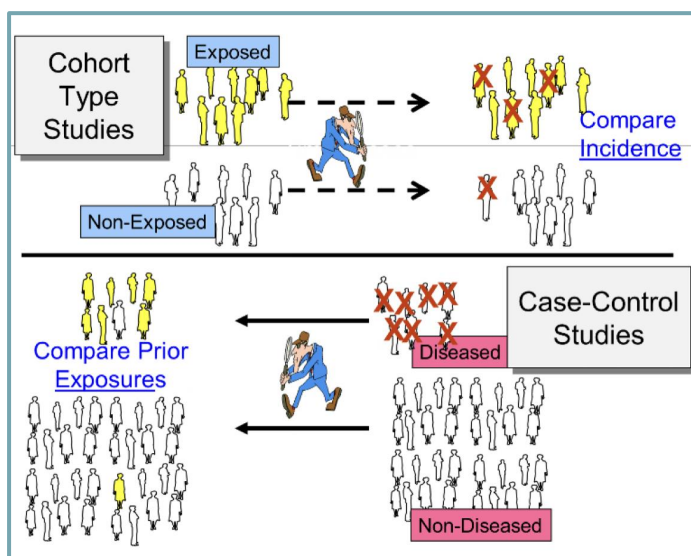 Cohort
Type
Studies
Exposed
Compare
Incidence
Non-Exposed
Case-Control
Studies
Diseased
Compare Prior
Exposures
Non-Diseased